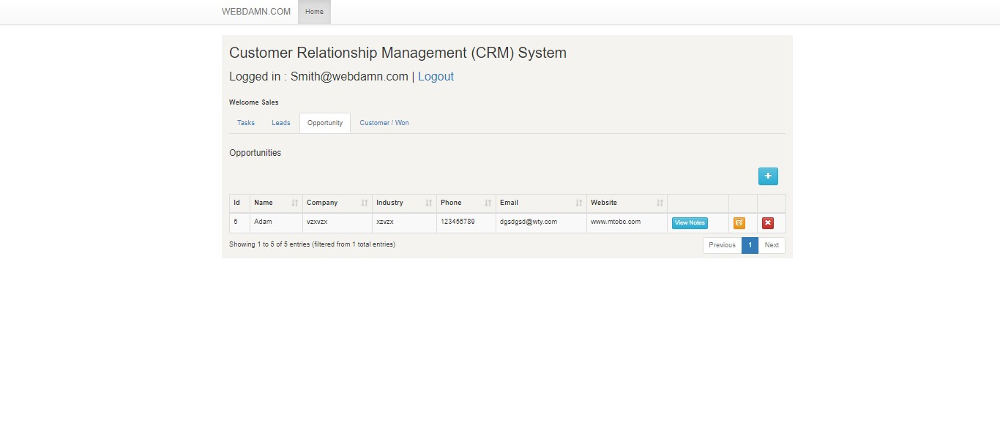 WEBDAMN.COM Home
Customer Relationship Management (CRM) System
Logged in : Smith@webdamn.com | Logout
Welcome Sales
Tasks Leads Opportunity Customer / Won
Opportunities
+
Id Name Company Industry Phone Email Website
5 Adam vzxvzx xzvzx 123456789 dgsdgsd@wty.com www.mtobc.com View Notes
Showing 1 to 5 of 5 entries (filtered from 1 total entries) Previous 1 Next